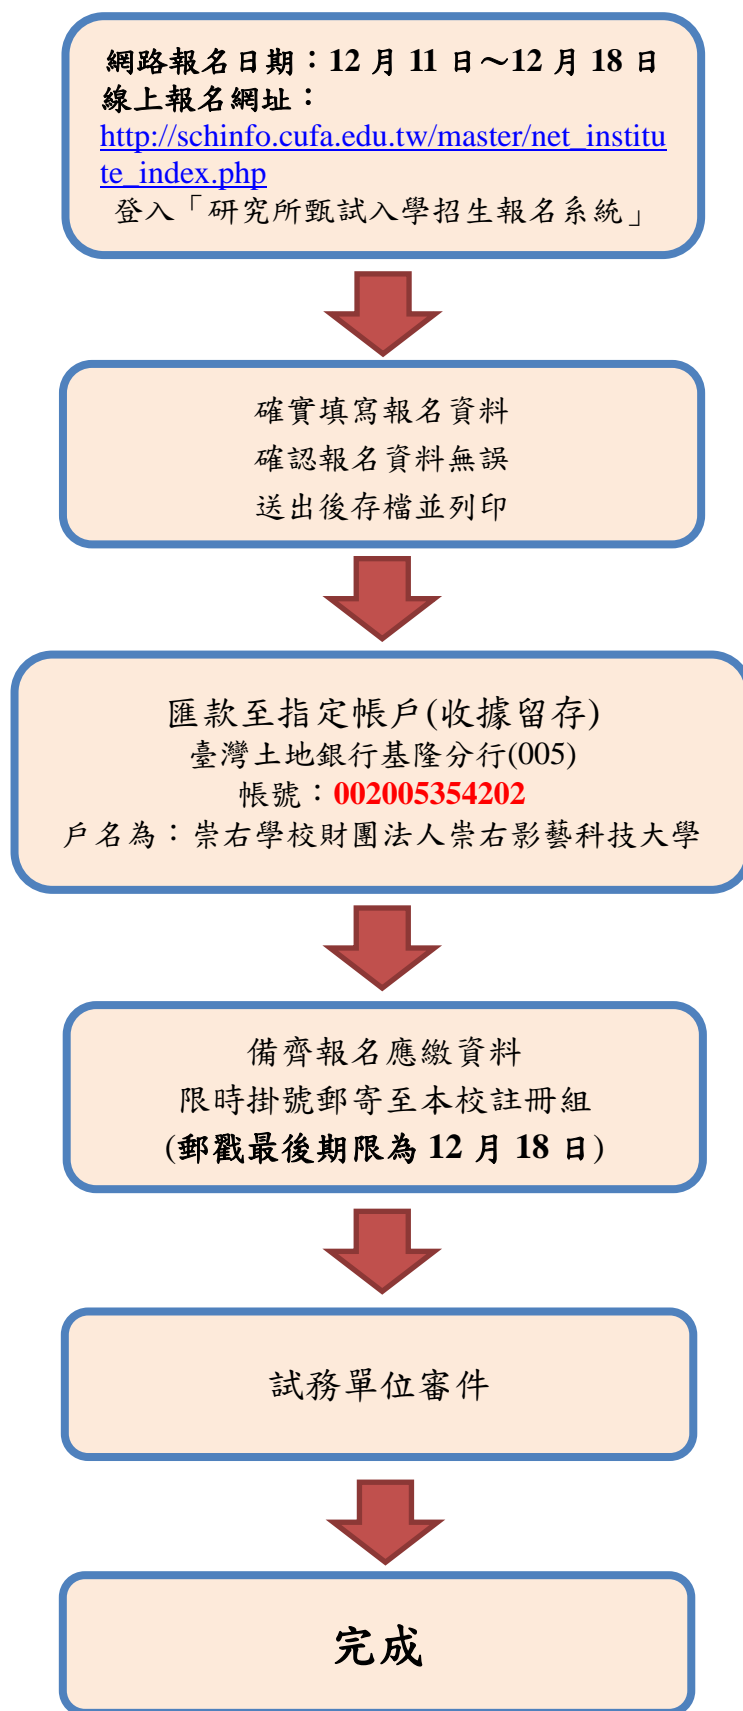 網路報名日期：12 月 11 日～12 月 18 日
線上報名網址：
http://schinfo.cufa.edu.tw/master/net_institu
te_index.php
登入「研究所甄試入學招生報名系統」
確實填寫報名資料
確認報名資料無誤
送出後存檔並列印
匯款至指定帳戶(收據留存)
臺灣土地銀行基隆分行(005)
帳號：002005354202
戶名為：崇右學校財團法人崇右影藝科技大學
備齊報名應繳資料
限時掛號郵寄至本校註冊組
(郵戳最後期限為 12 月 18 日)
試務單位審件
完成